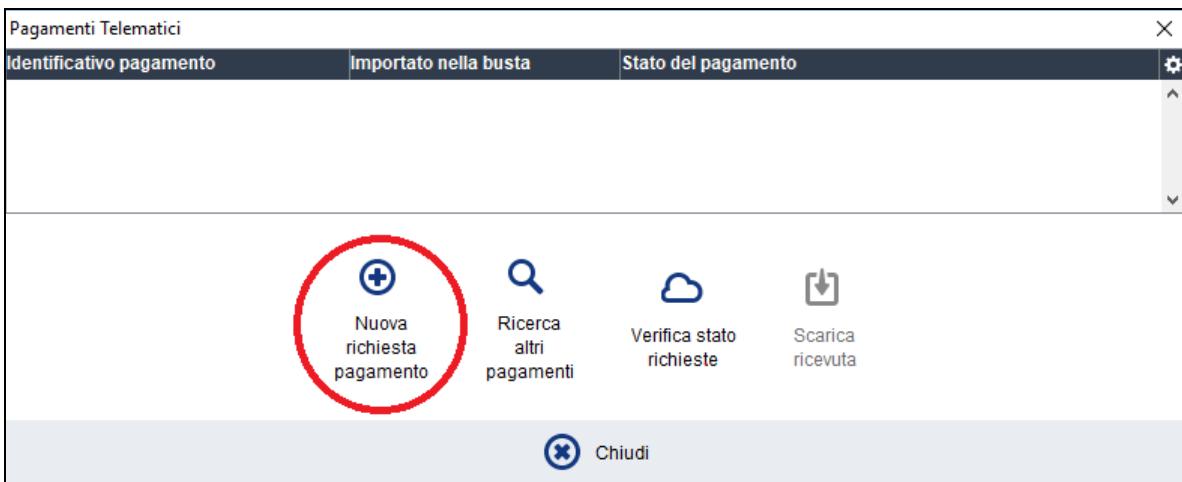 Pagamenti Telematici
Identificativo pagamento Importato nella busta Stato del pagamento
Nuova
richiesta
pagamento
Ricerca
altri
pagamenti
Verifica stato
richieste
Scarica
ricevuta
Chiudi